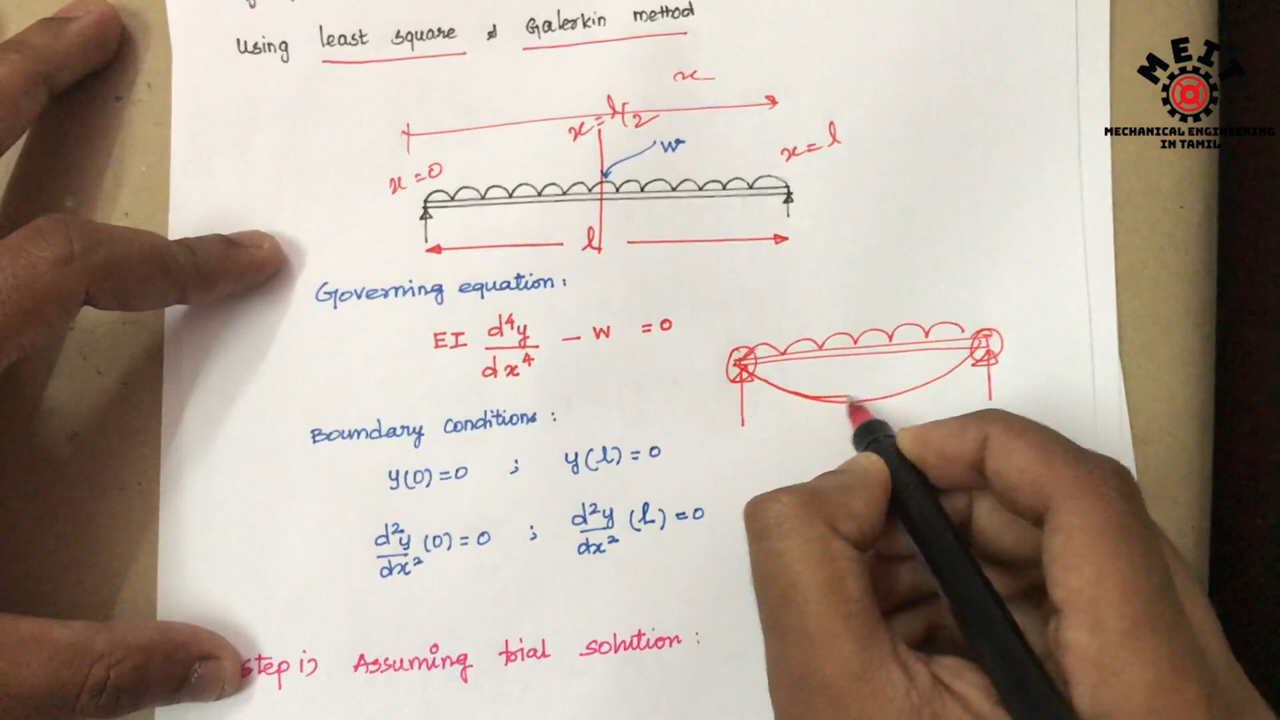 Using least square & Galerkin method
x
x = l/2
w
x = 0
x = l
l
Governing equation:
EI d⁴y/dx⁴ - w = 0
Boundary Conditions:
y(0)=0 ; y(l)=0
d²y/dx² (0)=0 ; d²y/dx² (l)=0
Step i) Assuming trial solution:
MEIT
MECHANICAL ENGINEERING
IN TAMIL